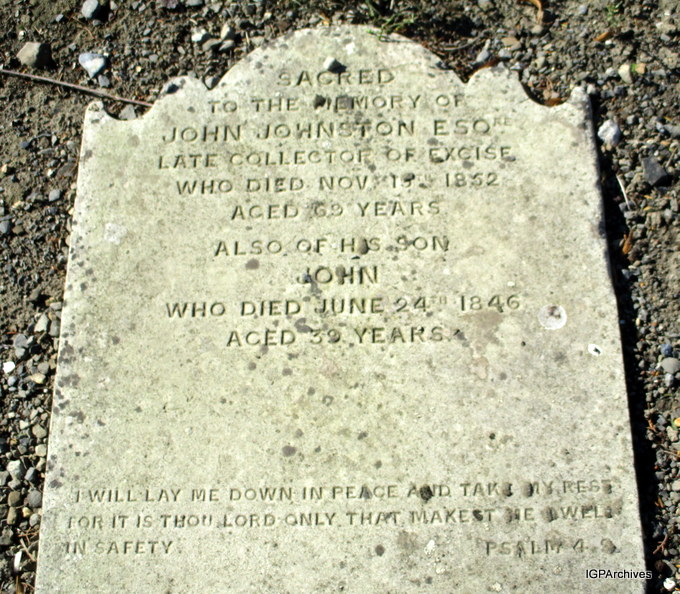 SACRED
TO THE MEMORY OF
JOHN JOHNSTON ESQRE
LATE COLLECTOR OF EXCISE
WHO DIED NOV. TH 1852
AGED 69 YEARS
ALSO OF HIS SON
JOHN
WHO DIED JUNE 24TH 1846
AGED 39 YEARS.
I WILL LAY ME DOWN IN PEACE AND TAKE MY REST
FOR IT IS THOU LORD ONLY THAT MAKEST ME DWELL
IN SAFETY. PSALM 4.
IGPArchives